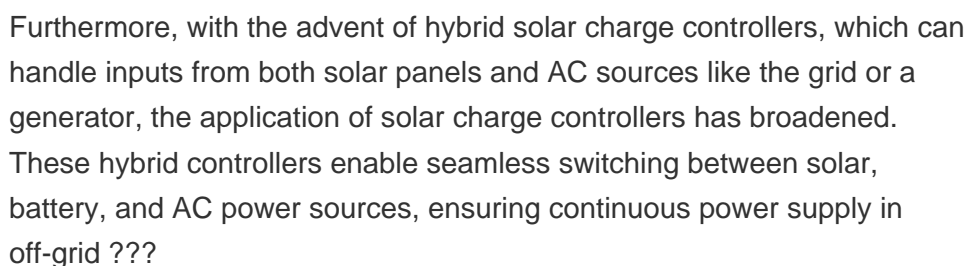 Furthermore, with the advent of hybrid solar charge controllers, which can
handle inputs from both solar panels and AC sources like the grid or a
generator, the application of solar charge controllers has broadened.
These hybrid controllers enable seamless switching between solar,
battery, and AC power sources, ensuring continuous power supply in
off-grid ???